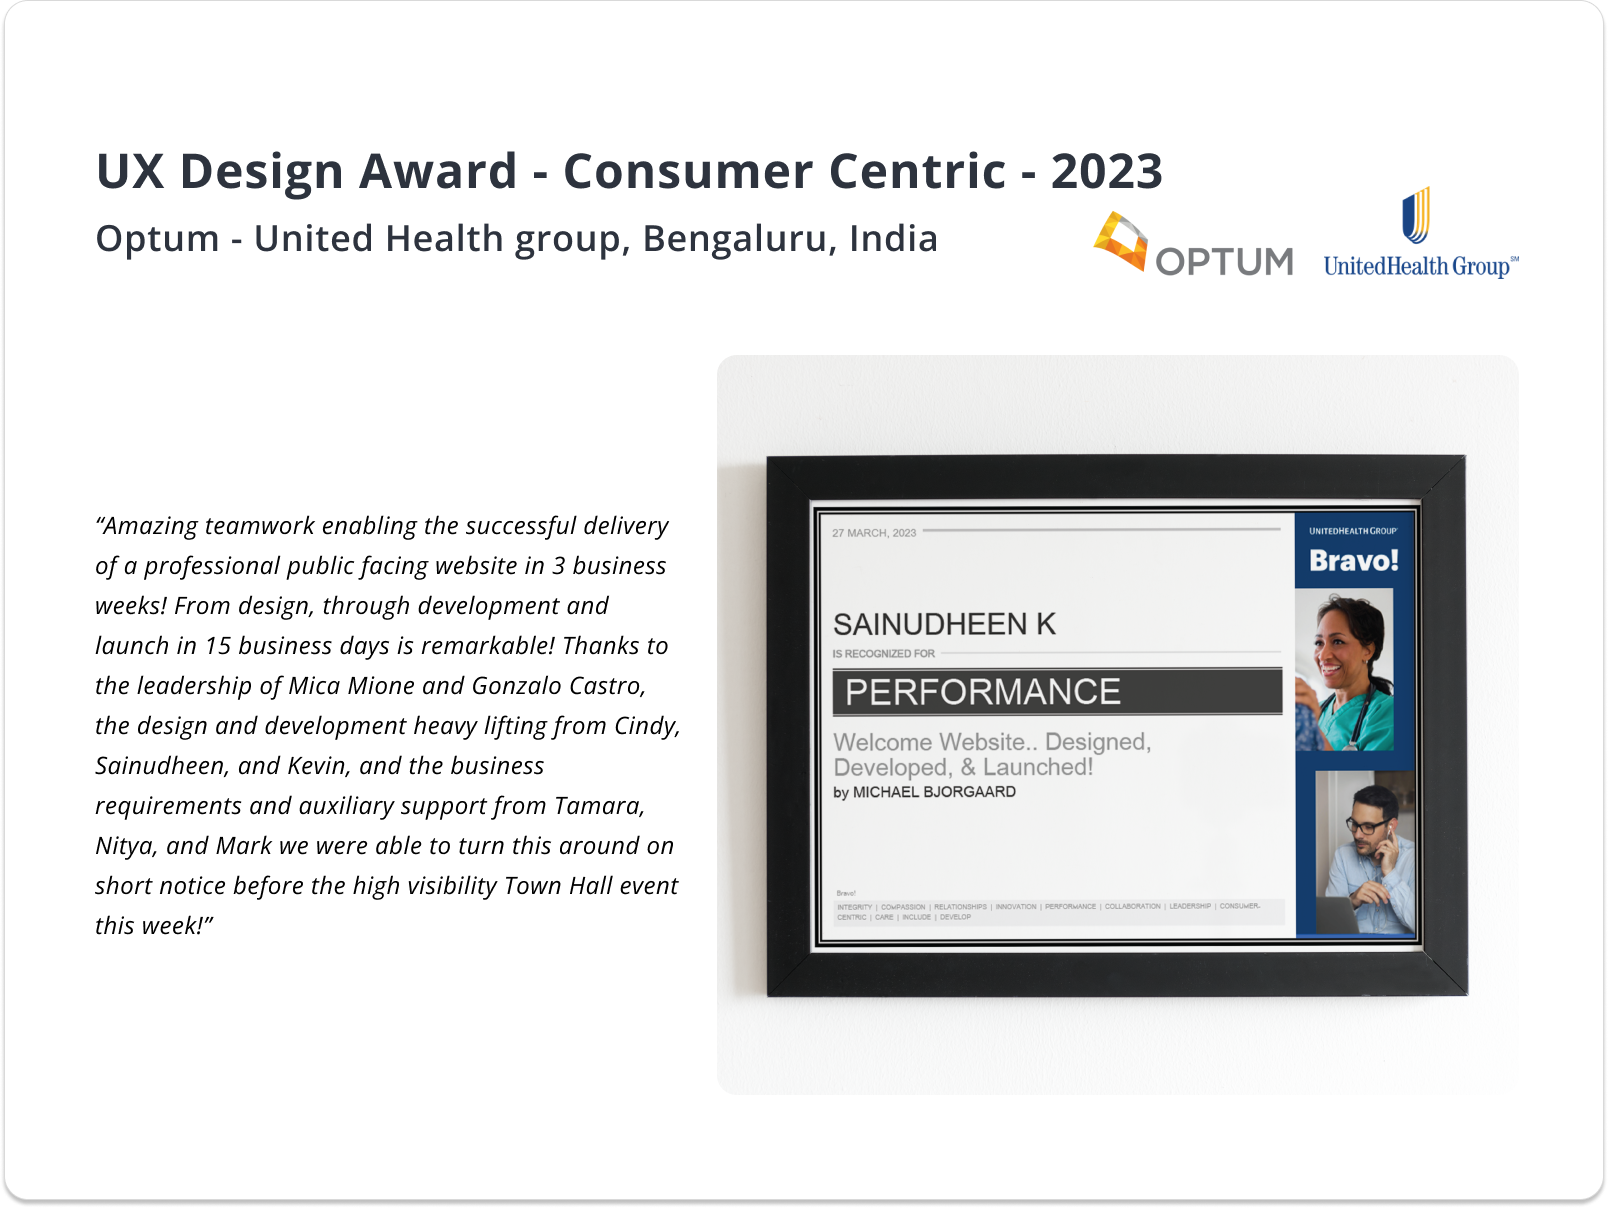 UX Design Award - Consumer Centric - 2023
Optum - United Health group, Bengaluru, India
OPTUM
UnitedHealth Group℠
“Amazing teamwork enabling the successful delivery
of a professional public facing website in 3 business
weeks! From design, through development and
launch in 15 business days is remarkable! Thanks to
the leadership of Mica Mione and Gonzalo Castro,
the design and development heavy lifting from Cindy,
Sainudheen, and Kevin, and the business
requirements and auxiliary support from Tamara,
Nitya, and Mark we were able to turn this around on
short notice before the high visibility Town Hall event
this week!”
27 MARCH, 2023
SAINUDHEEN K
IS RECOGNIZED FOR
PERFORMANCE
Welcome Website.. Designed,
Developed, & Launched!
by MICHAEL BJORGAARD
Bravo!
INTEGRITY | COMPASSION | RELATIONSHIPS | INNOVATION | PERFORMANCE | COLLABORATION | LEADERSHIP | CONSUMER-
CENTRIC | CARE | INCLUDE | DEVELOP
UNITEDHEALTH GROUP
Bravo!